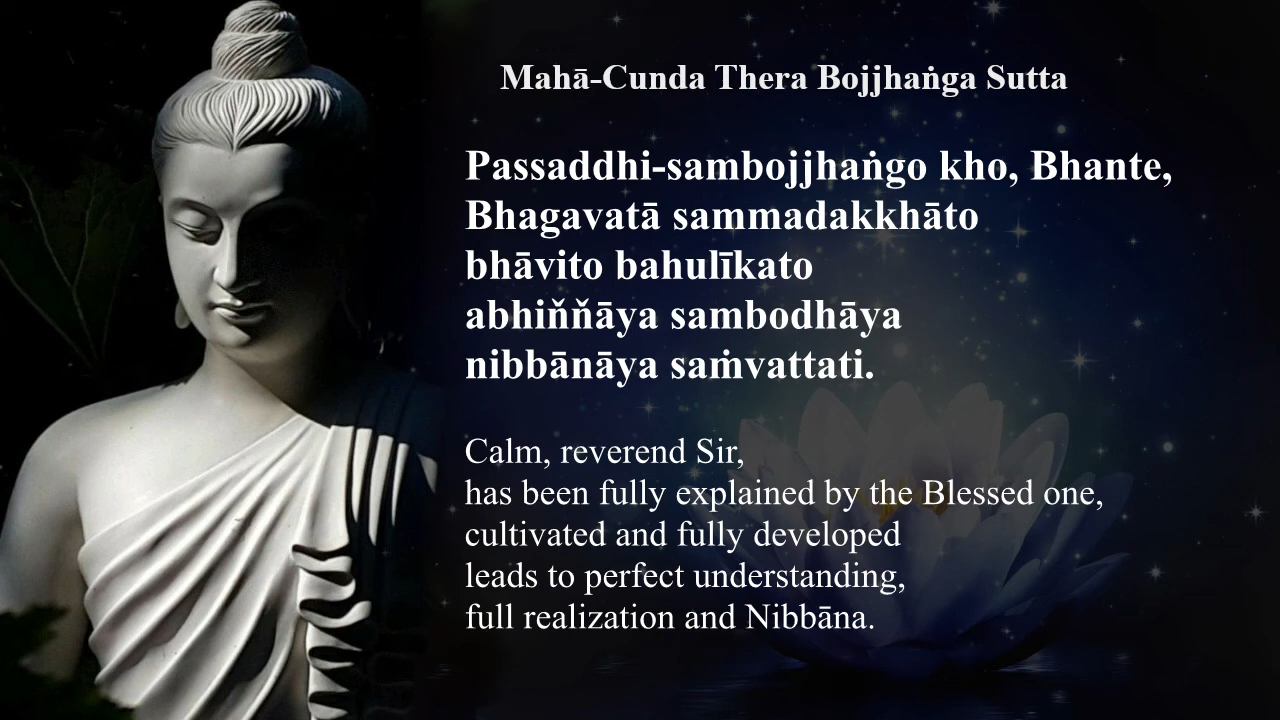 Mahā-Cunda Thera Bojjhaṅga Sutta
Passaddhi-sambojjhaṅgo kho, Bhante,
Bhagavatā sammadakkhāto
bhāvito bahulīkato
abhiňňāya sambodhāya
nibbānāya saṁvattati.
Calm, reverend Sir,
has been fully explained by the Blessed one,
cultivated and fully developed
leads to perfect understanding,
full realization and Nibbāna.